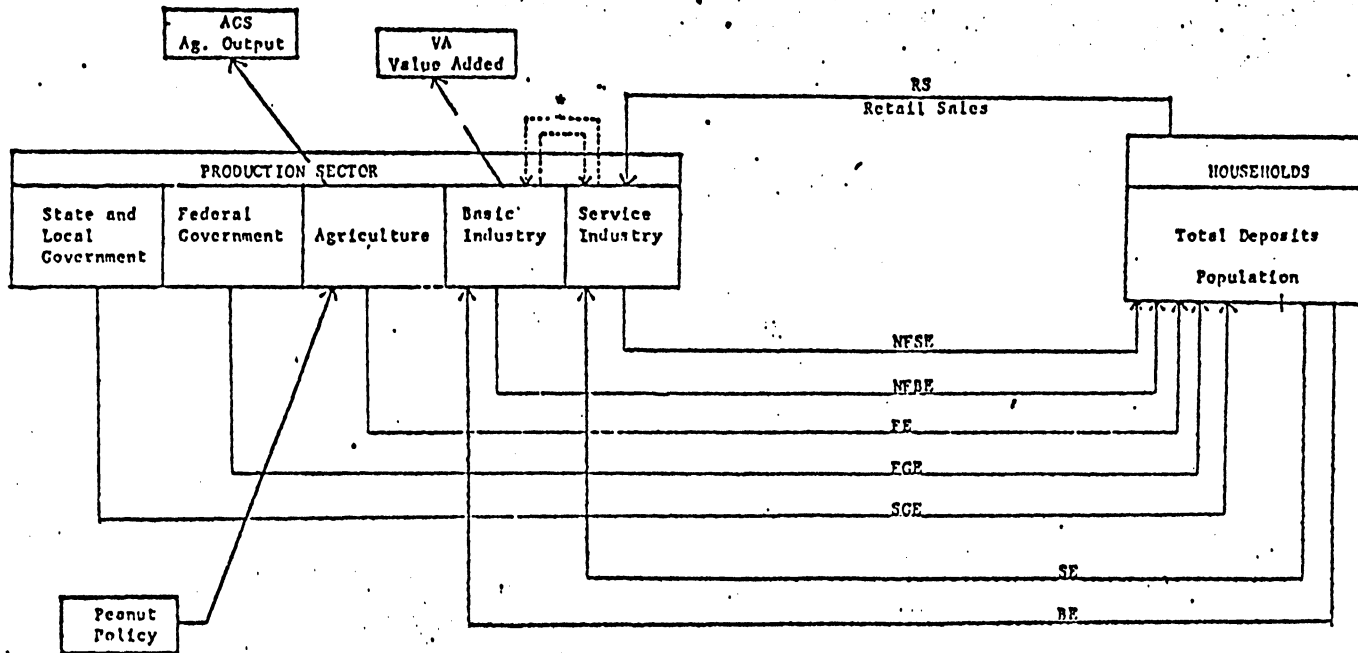 ACS
Ag. Output
VA
Value Added
RS
Retail Sales
*
PRODUCTION SECTOR
HOUSEHOLDS
State and
Local
Government
Federal
Government
Agriculture
Basic
Industry
Service
Industry
Total Deposits
Population
NFSE
NFBE
FE
FGE
SGE
SE
BE
Peanut
Policy